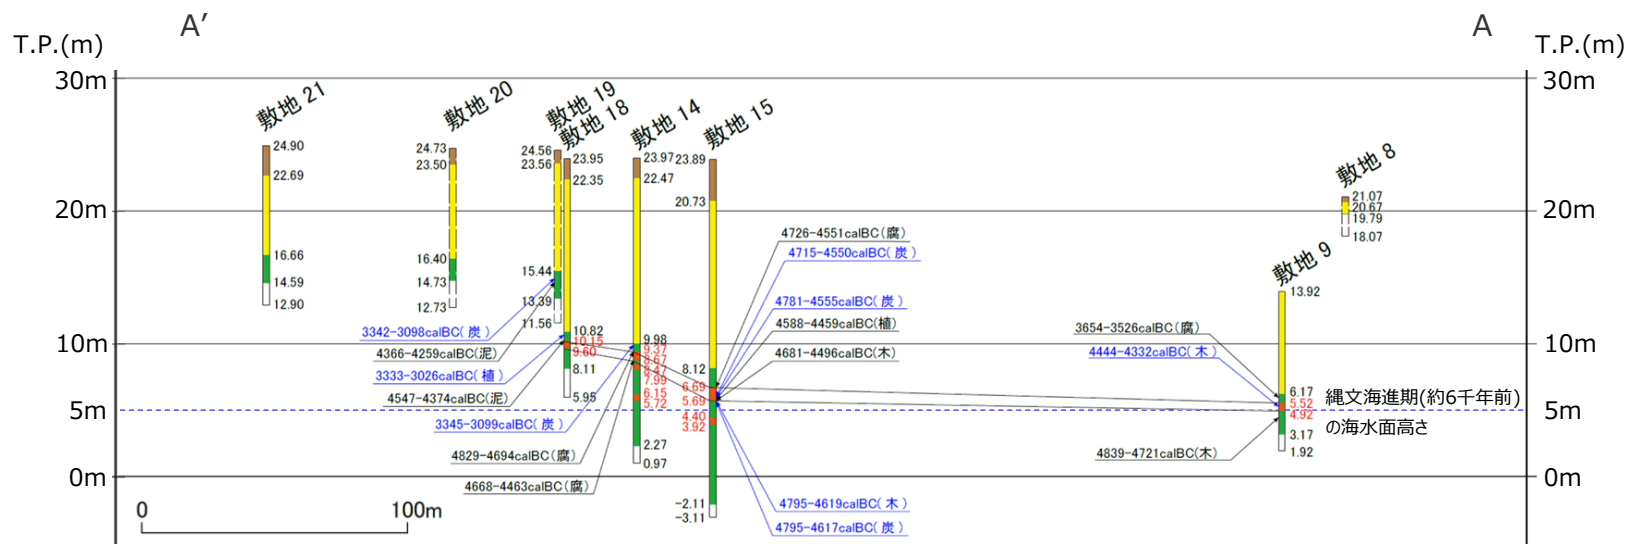 A′
A
T.P.(m)
T.P.(m)
30m
30m
20m
20m
10m
10m
5m
5m
0m
0m
敷地 21
24.90
22.69
16.66
14.59
12.90
敷地 20
24.73
23.50
16.40
14.73
12.73
敷地 19
24.56
23.56
15.44
13.39
11.56
敷地 18
23.95
22.35
10.82
10.15
9.60
8.11
5.95
敷地 14
23.97
22.47
9.98
9.37
8.67
8.47
7.99
6.15
5.72
2.27
0.97
敷地 15
23.89
20.73
8.12
6.69
5.69
4.40
3.92
-2.11
-3.11
敷地 9
13.92
6.17
5.52
4.92
3.17
1.92
敷地 8
21.07
20.67
19.79
18.07
3342-3098calBC( 炭 )
4366-4259calBC(泥)
3333-3026calBC( 植 )
4547-4374calBC(泥)
3345-3099calBC( 炭 )
4829-4694calBC(腐)
4668-4463calBC(腐)
4726-4551calBC(腐)
4715-4550calBC( 炭 )
4781-4555calBC( 炭 )
4588-4459calBC(植)
4681-4496calBC(木)
4795-4619calBC( 木 )
4795-4617calBC( 炭 )
3654-3526calBC(腐)
4444-4332calBC( 木 )
4839-4721calBC(木)
縄文海進期(約6千年前)
の海水面高さ
0
100m